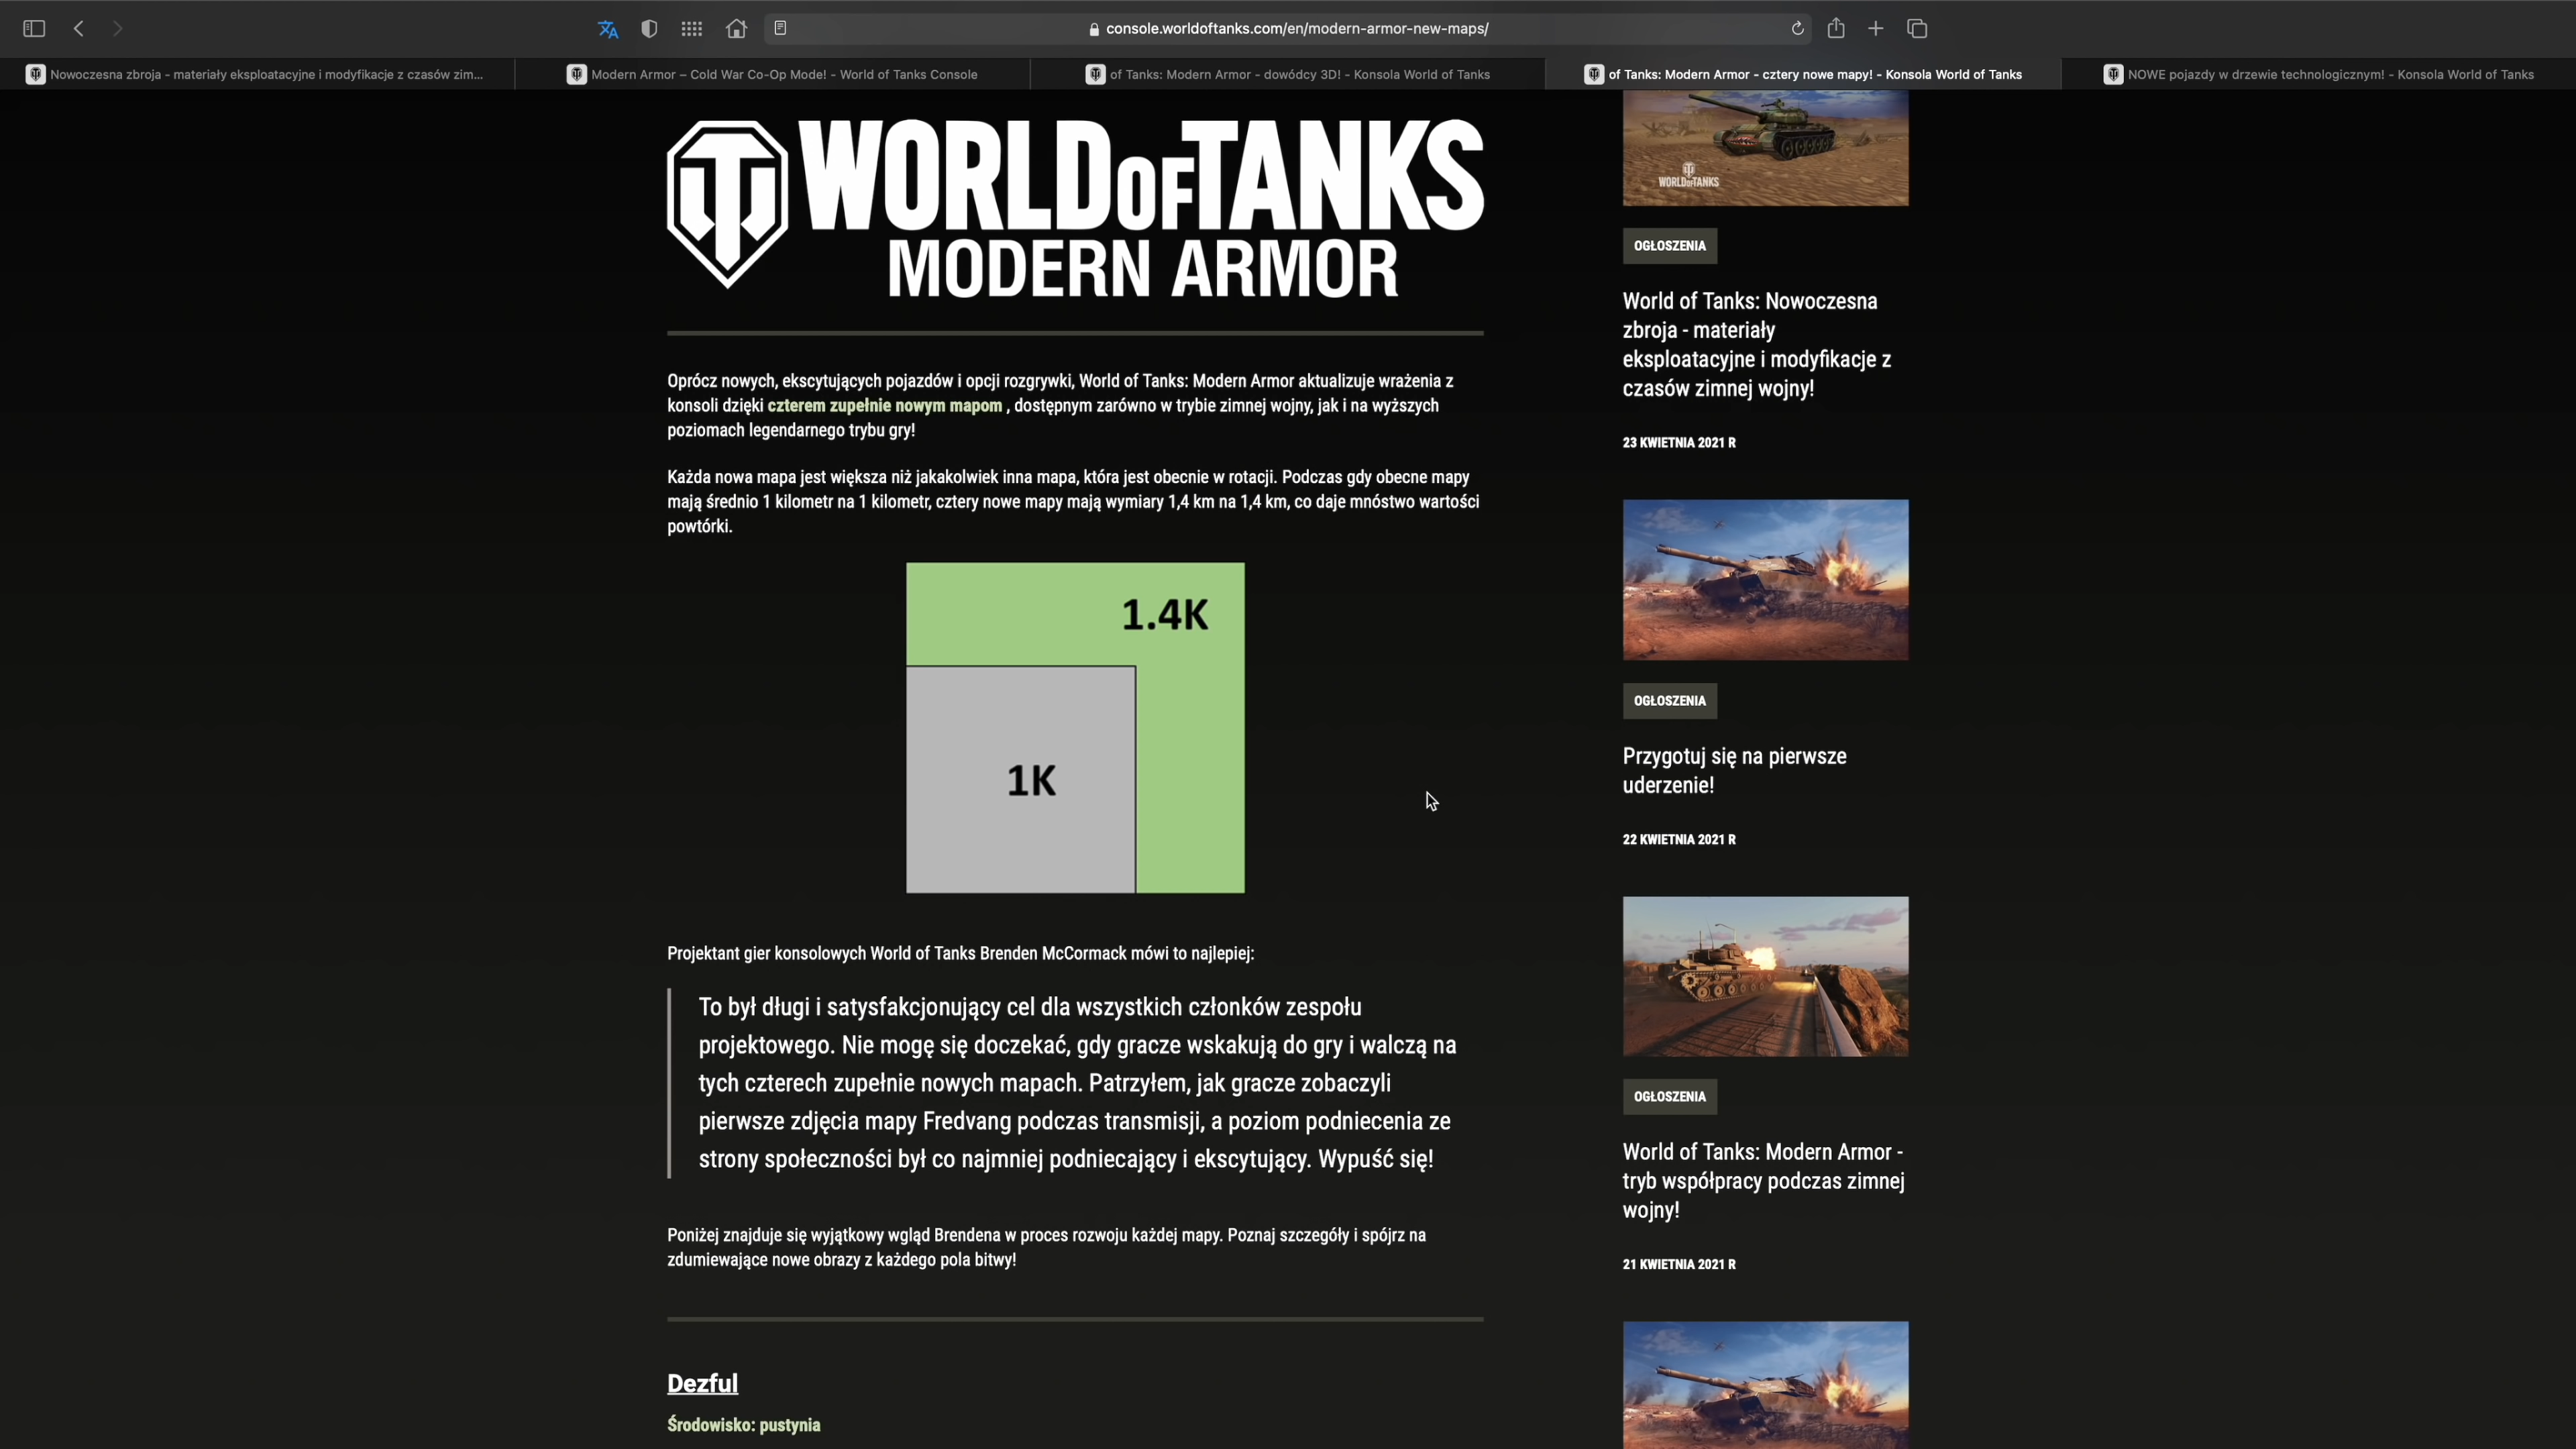 console.worldoftanks.com/en/modern-armor-new-maps/
Nowoczesna zbroja - materiały eksploatacyjne i modyfikacje z czasów zim...
Modern Armor – Cold War Co-Op Mode! - World of Tanks Console
of Tanks: Modern Armor - dowódcy 3D! - Konsola World of Tanks
of Tanks: Modern Armor - cztery nowe mapy! - Konsola World of Tanks
NOWE pojazdy w drzewie technologicznym! - Konsola World of Tanks
WORLD OF TANKS
MODERN ARMOR
Oprócz nowych, ekscytujących pojazdów i opcji rozgrywki, World of Tanks: Modern Armor aktualizuje wrażenia z
konsoli dzięki czterem zupełnie nowym mapom , dostępnym zarówno w trybie zimnej wojny, jak i na wyższych
poziomach legendarnego trybu gry!
Każda nowa mapa jest większa niż jakakolwiek inna mapa, która jest obecnie w rotacji. Podczas gdy obecne mapy
mają średnio 1 kilometr na 1 kilometr, cztery nowe mapy mają wymiary 1,4 km na 1,4 km, co daje mnóstwo wartości
powtórki.
1.4K
1K
Projektant gier konsolowych World of Tanks Brenden McCormack mówi to najlepiej:
To był długi i satysfakcjonujący cel dla wszystkich członków zespołu
projektowego. Nie mogę się doczekać, gdy gracze wskakują do gry i walczą na
tych czterech zupełnie nowych mapach. Patrzyłem, jak gracze zobaczyli
pierwsze zdjęcia mapy Fredvang podczas transmisji, a poziom podniecenia ze
strony społeczności był co najmniej podniecający i ekscytujący. Wypuść się!
Poniżej znajduje się wyjątkowy wgląd Brendena w proces rozwoju każdej mapy. Poznaj szczegóły i spójrz na
zdumiewające nowe obrazy z każdego pola bitwy!
Dezful
Środowisko: pustynia
WORLD OF TANKS
OGŁOSZENIA
World of Tanks: Nowoczesna
zbroja - materiały
eksploatacyjne i modyfikacje z
czasów zimnej wojny!
23 KWIETNIA 2021 R
OGŁOSZENIA
Przygotuj się na pierwsze
uderzenie!
22 KWIETNIA 2021 R
OGŁOSZENIA
World of Tanks: Modern Armor -
tryb współpracy podczas zimnej
wojny!
21 KWIETNIA 2021 R